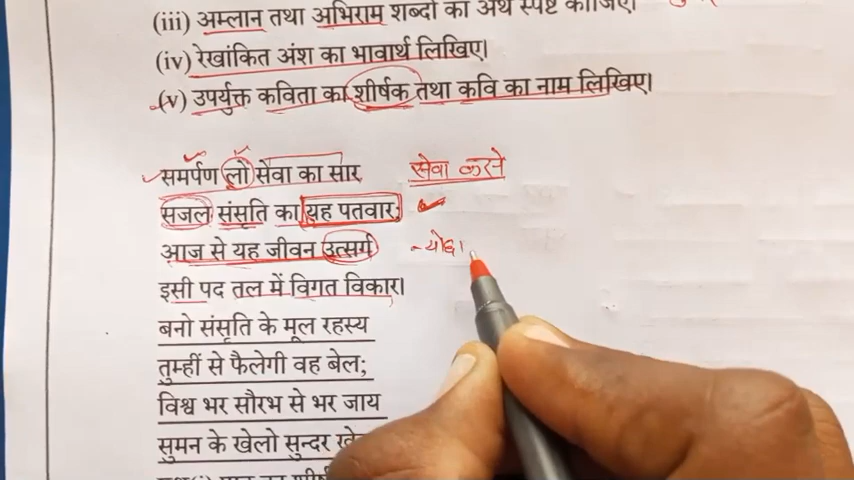 (iii) अम्लान तथा अभिराम शब्दों का अर्थ स्पष्ट कीजिए।
(iv) रेखांकित अंश का भावार्थ लिखिए।
(v) उपर्युक्त कविता का शीर्षक तथा कवि का नाम लिखिए।
समर्पण लो सेवा का सार सेवा करने
सजल संसृति का यह पतवार;
आज से यह जीवन उत्सर्ग
इसी पद तल में विगत विकार।
बनो संसृति के मूल रहस्य
तुम्हीं से फैलेगी वह बेल;
विश्व भर सौरभ से भर जाय
सुमन के खेलो सुन्दर